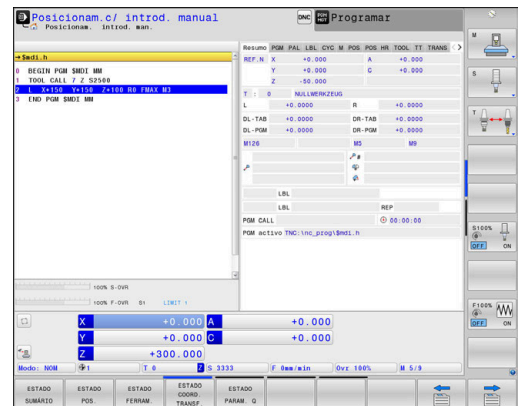 Posicionam.c/ introd. manual
Posicionam. introd. man.
DNC
Programar
→$mdi.h
0 BEGIN PGM $MDI MM
1 TOOL CALL 7 Z S2500
2 L X+150 Y+150 Z+100 R0 FMAX M3
3 END PGM $MDI MM
100% S-OVR
100% F-OVR S1 LIMIT 1
Resumo PGM PAL LBL CYC M POS POS HR TOOL TT TRANS
REF.N X +0.000 A +0.000
Y +0.000 C +0.000
Z -50.000
T : 0 NULLWERKZEUG
L +0.0000 R +0.0000
DL-TAB +0.0000 DR-TAB +0.0000
DL-PGM +0.0000 DR-PGM +0.0000
M126 M5 M9
P#
LBL
LBL REP
PGM CALL 00:00:00
PGM activo TNC:\nc_prog\$mdi.h
X +0.000 A +0.000
Y +0.000 C +0.000
Z +300.000
Modo: NOM 1 T 0 Z S 3333 F 0mm/min Ovr 100% M 5/9
ESTADO SUMÁRIO
ESTADO POS.
ESTADO FERRAM.
ESTADO COORD. TRANSF.
ESTADO PARAM. Q
M
S
T
S100%
OFF ON
F100%
OFF ON